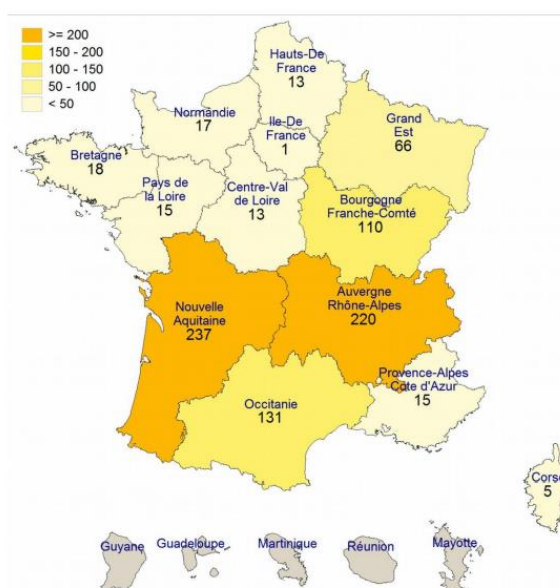 >= 200
150 - 200
100 - 150
50 - 100
< 50
Hauts-De
France
13
Normandie
17
Ile-De
France
1
Grand
Est
66
Bretagne
18
Pays de
la Loire
15
Centre-Val
de Loire
13
Bourgogne
Franche-Comté
110
Nouvelle
Aquitaine
237
Auvergne
Rhône-Alpes
220
Provence-Alpes
Côte d'Azur
15
Occitanie
131
Corse
5
Guyane
Guadeloupe
Martinique
Réunion
Mayotte